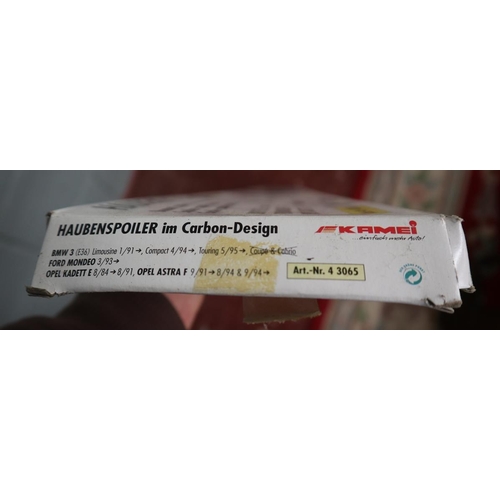 HAUBENSPOILER im Carbon-Design
KAMEI
einfach mehr Auto!
BMW 3 (E36) Limousine 1/91→, Compact 4/94→, Touring 5/95→, Coupé & Cabrio
FORD MONDEO 3/93→
OPEL KADETT E 8/84→8/91, OPEL ASTRA F 9/91→8/94 & 9/94→
Art.-Nr. 4 3065